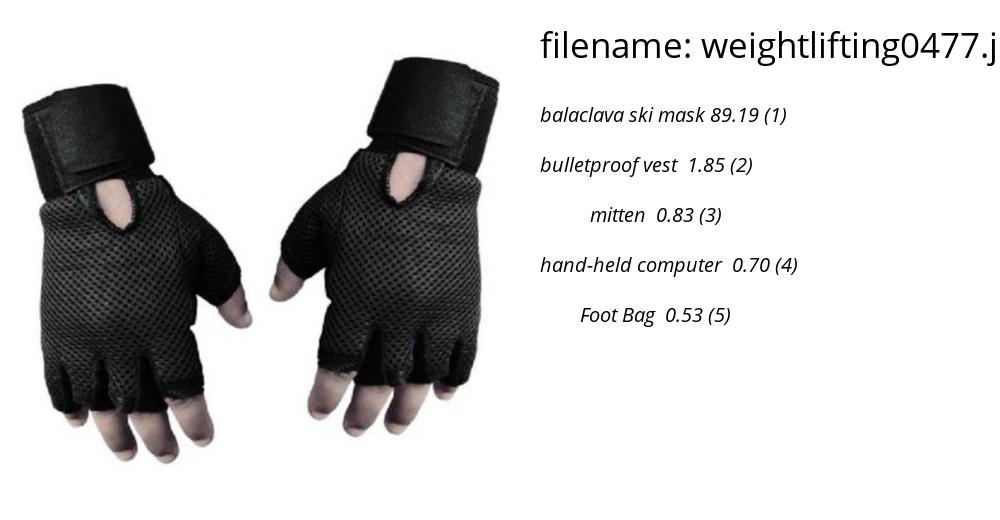 filename: weightlifting0477.j
balaclava ski mask 89.19 (1)
bulletproof vest 1.85 (2)
mitten 0.83 (3)
hand-held computer 0.70 (4)
Foot Bag 0.53 (5)